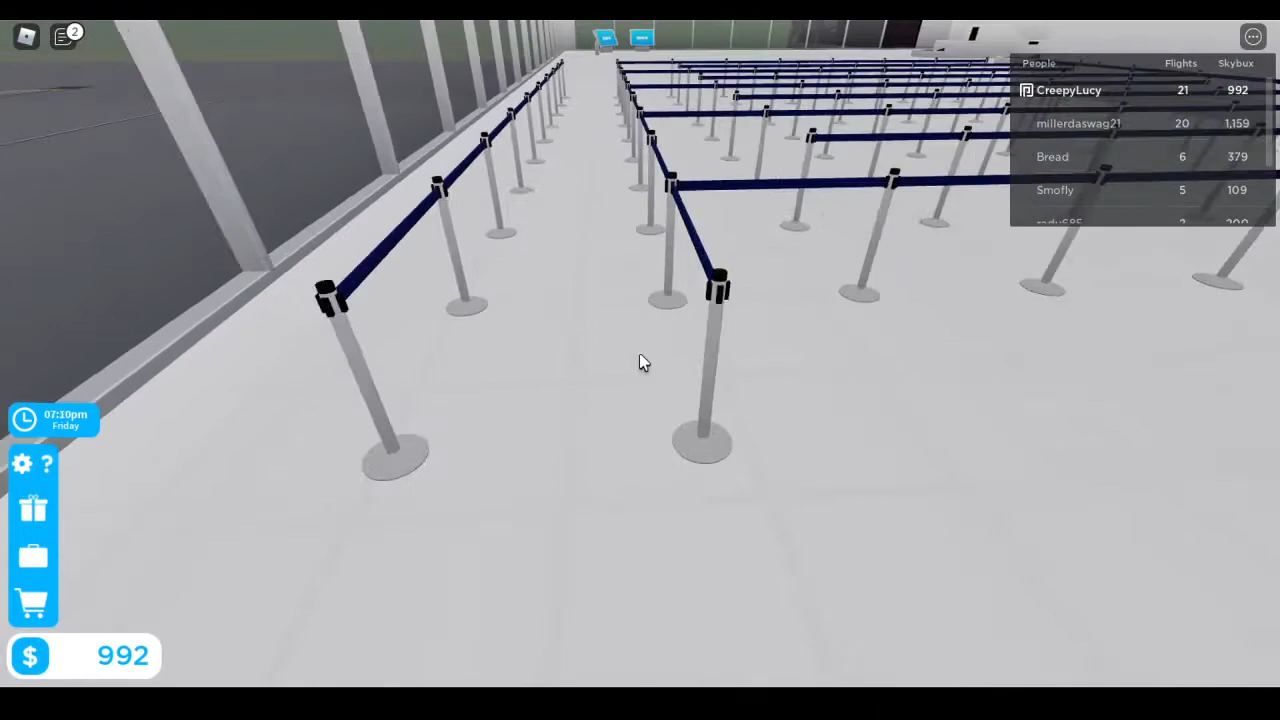 2
People Flights Skybux
CreepyLucy 21 992
millerdaswag21 20 1,159
Bread 6 379
Smofly 5 109
07:10pm
Friday
?
$ 992